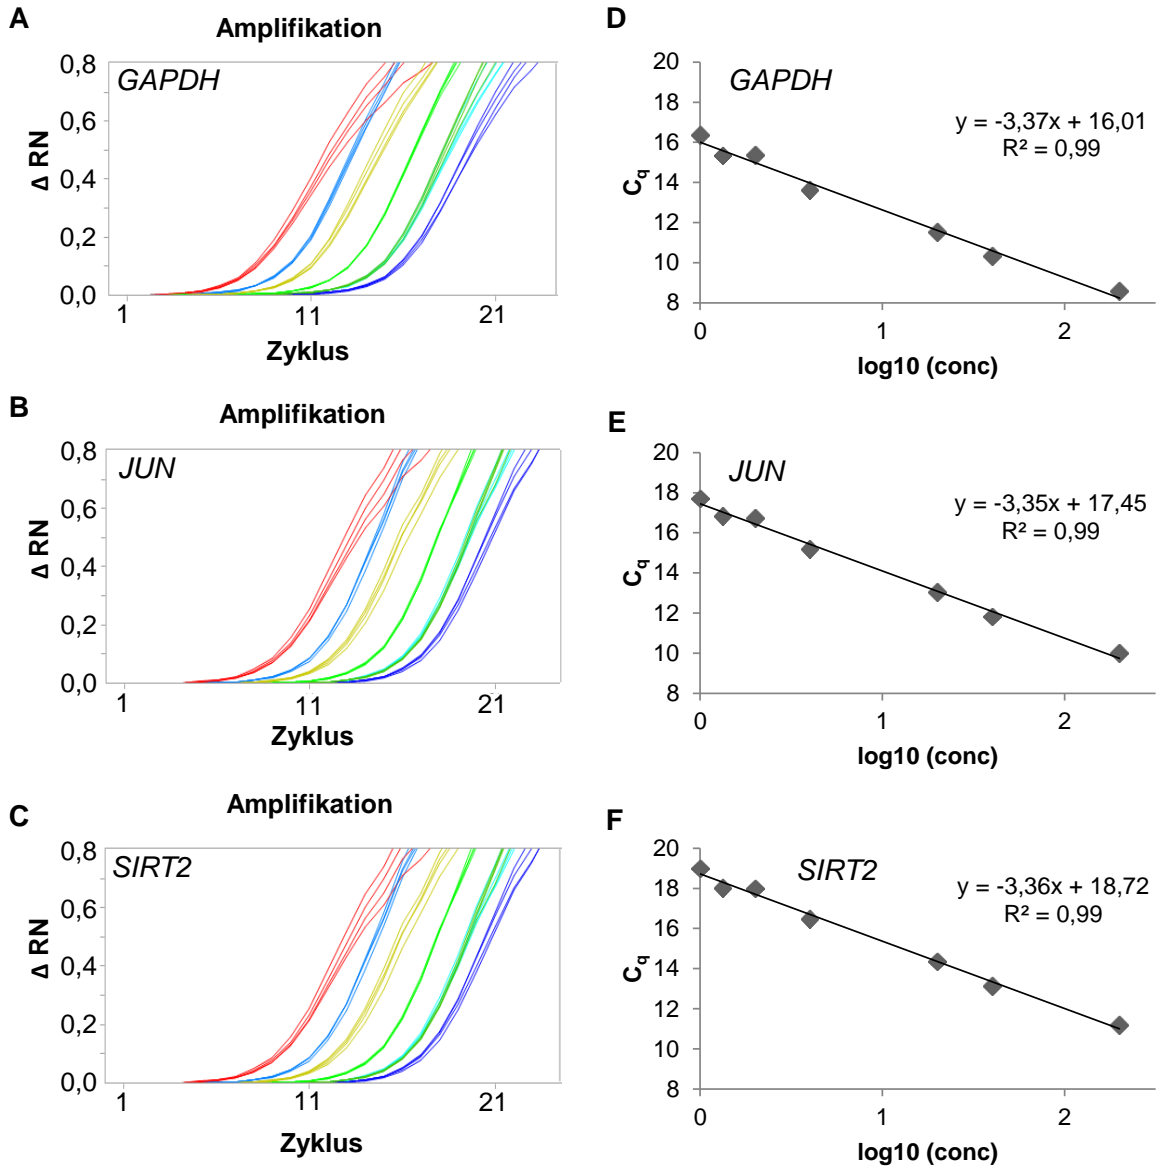 A
Amplifikation
GAPDH
0,8
0,6
0,4
0,2
0,0
Δ RN
1
11
21
Zyklus
D
GAPDH
20
18
16
14
12
10
8
Cq
y = -3,37x + 16,01
R² = 0,99
0
1
2
log10 (conc)
B
Amplifikation
JUN
0,8
0,6
0,4
0,2
0,0
Δ RN
1
11
21
Zyklus
E
JUN
20
18
16
14
12
10
8
Cq
y = -3,35x + 17,45
R² = 0,99
0
1
2
log10 (conc)
C
Amplifikation
SIRT2
0,8
0,6
0,4
0,2
0,0
Δ RN
1
11
21
Zyklus
F
SIRT2
20
18
16
14
12
10
8
Cq
y = -3,36x + 18,72
R² = 0,99
0
1
2
log10 (conc)